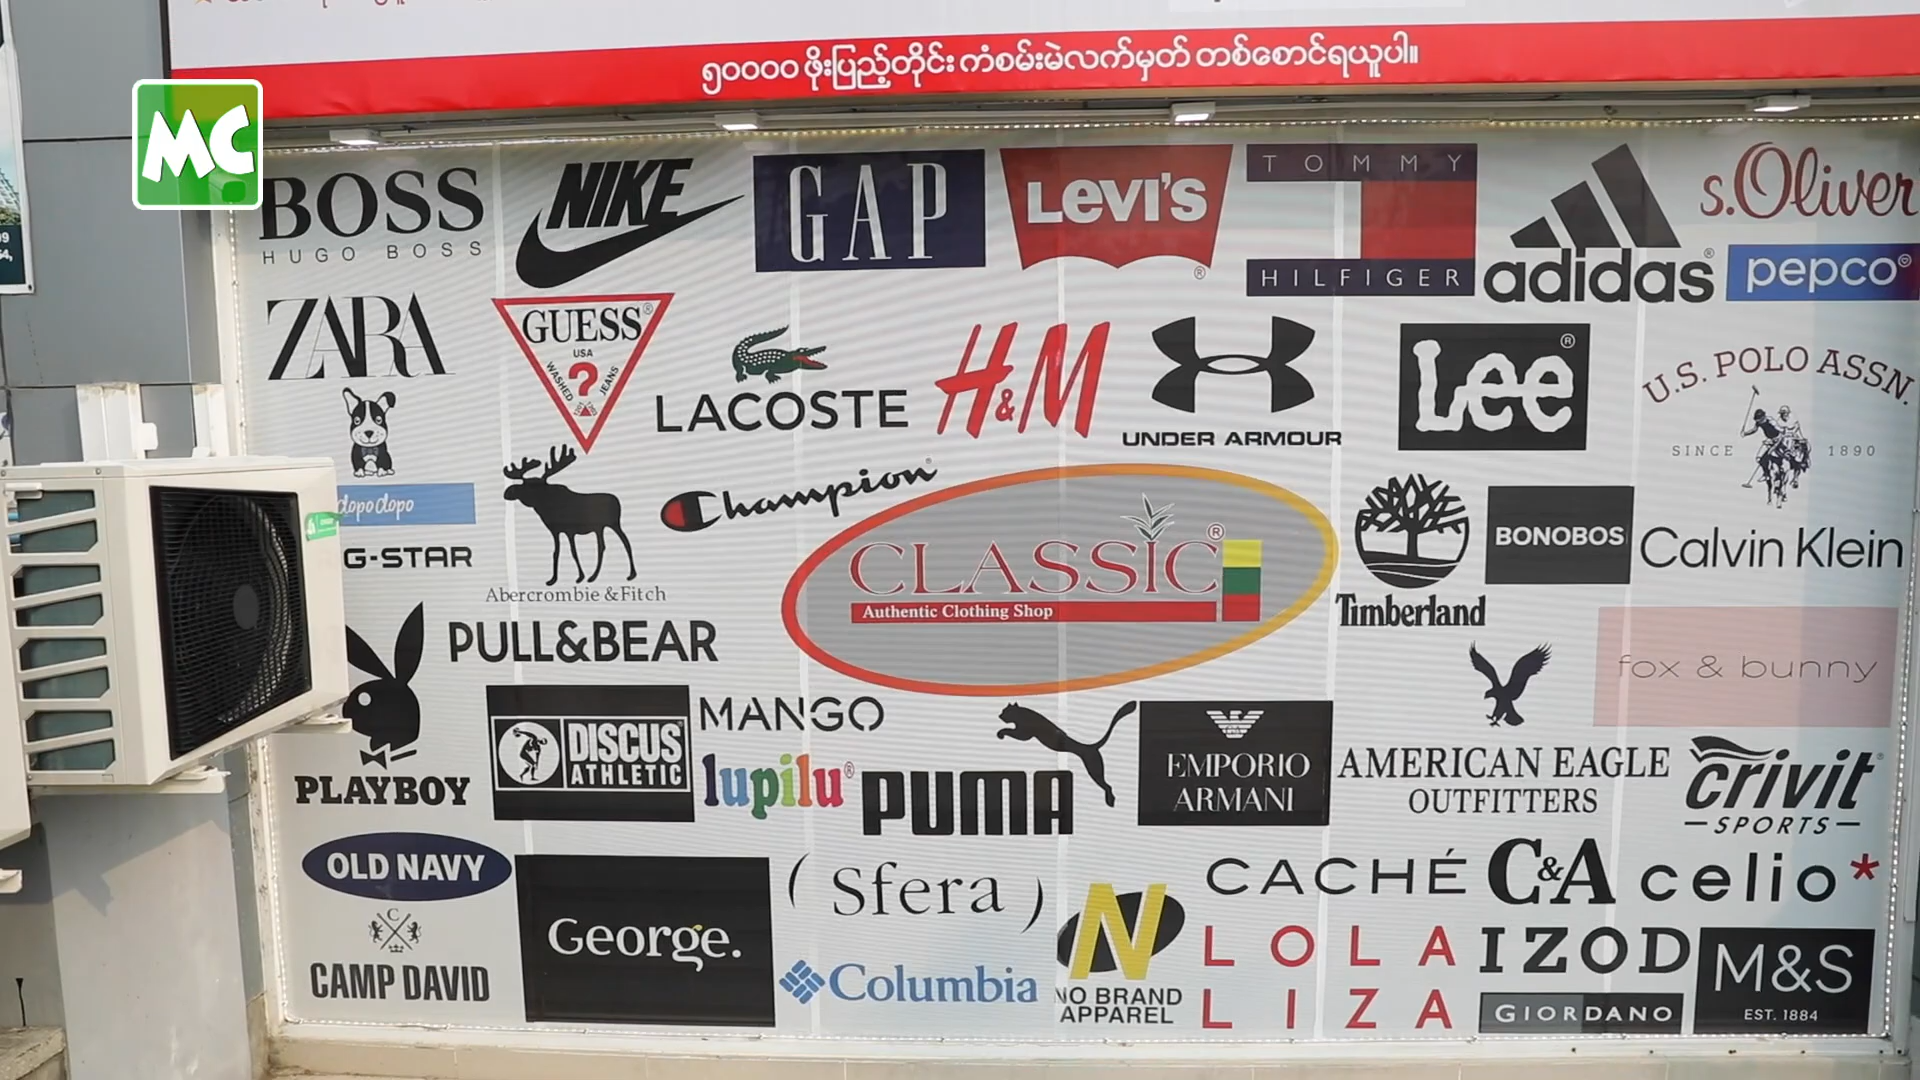 ၅၀၀၀၀ ဖိုးပြည့်တိုင်း ကံစမ်းမဲလက်မှတ် တစ်စောင်ရယူပါ။
MC
BOSS
HUGO BOSS
NIKE
GAP
Levi's ®
TOMMY
HILFIGER
adidas®
s.Oliver
pepco®
ZARA
GUESS®
USA
WASHED ? JEANS
LACOSTE
H&M
UNDER ARMOUR
Lee ®
U.S. POLO ASSN.
SINCE 1890
dopodopo
G-STAR
Abercrombie & Fitch
Champion
CLASSIC®
Authentic Clothing Shop
Timberland
BONOBOS
Calvin Klein
PLAYBOY
PULL&BEAR
DISCUS
ATHLETIC
MANGO
lupilu®
PUMA
EMPORIO
ARMANI
AMERICAN EAGLE
OUTFITTERS
fox & bunny
crivit
SPORTS
OLD NAVY
C
CAMP DAVID
George.
( Sfera )
Columbia
N
NO BRAND
APPAREL
CACHÉ
C&A
celio*
LOLA
LIZA
IZOD
GIORDANO
M&S
EST. 1884